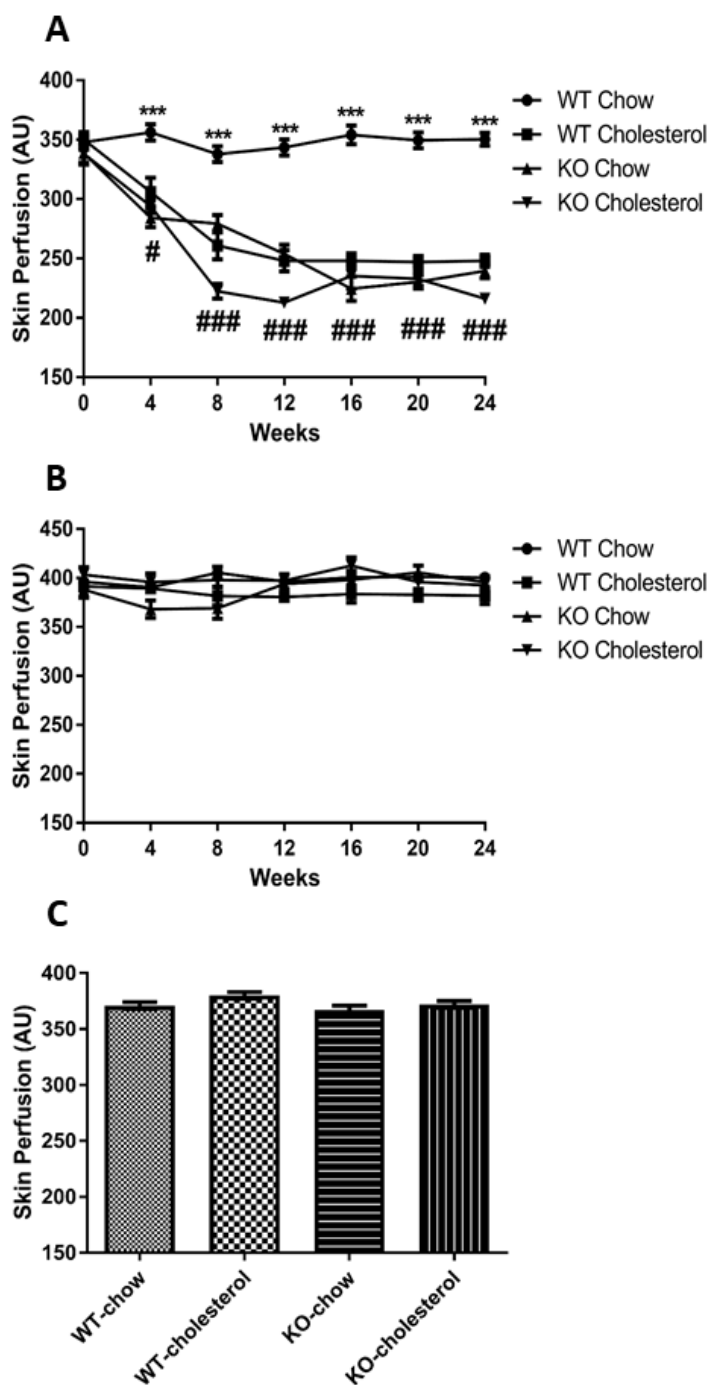 A
400
350
300
250
200
150
Skin Perfusion (AU)
*** *** *** *** *** ***
# ### ### ### ### ###
0 4 8 12 16 20 24
Weeks
WT Chow
WT Cholesterol
KO Chow
KO Cholesterol
B
450
400
350
300
250
200
150
Skin Perfusion (AU)
0 4 8 12 16 20 24
Weeks
WT Chow
WT Cholesterol
KO Chow
KO Cholesterol
C
400
350
300
250
200
150
Skin Perfusion (AU)
WT-chow
WT-cholesterol
KO-chow
KO-cholesterol